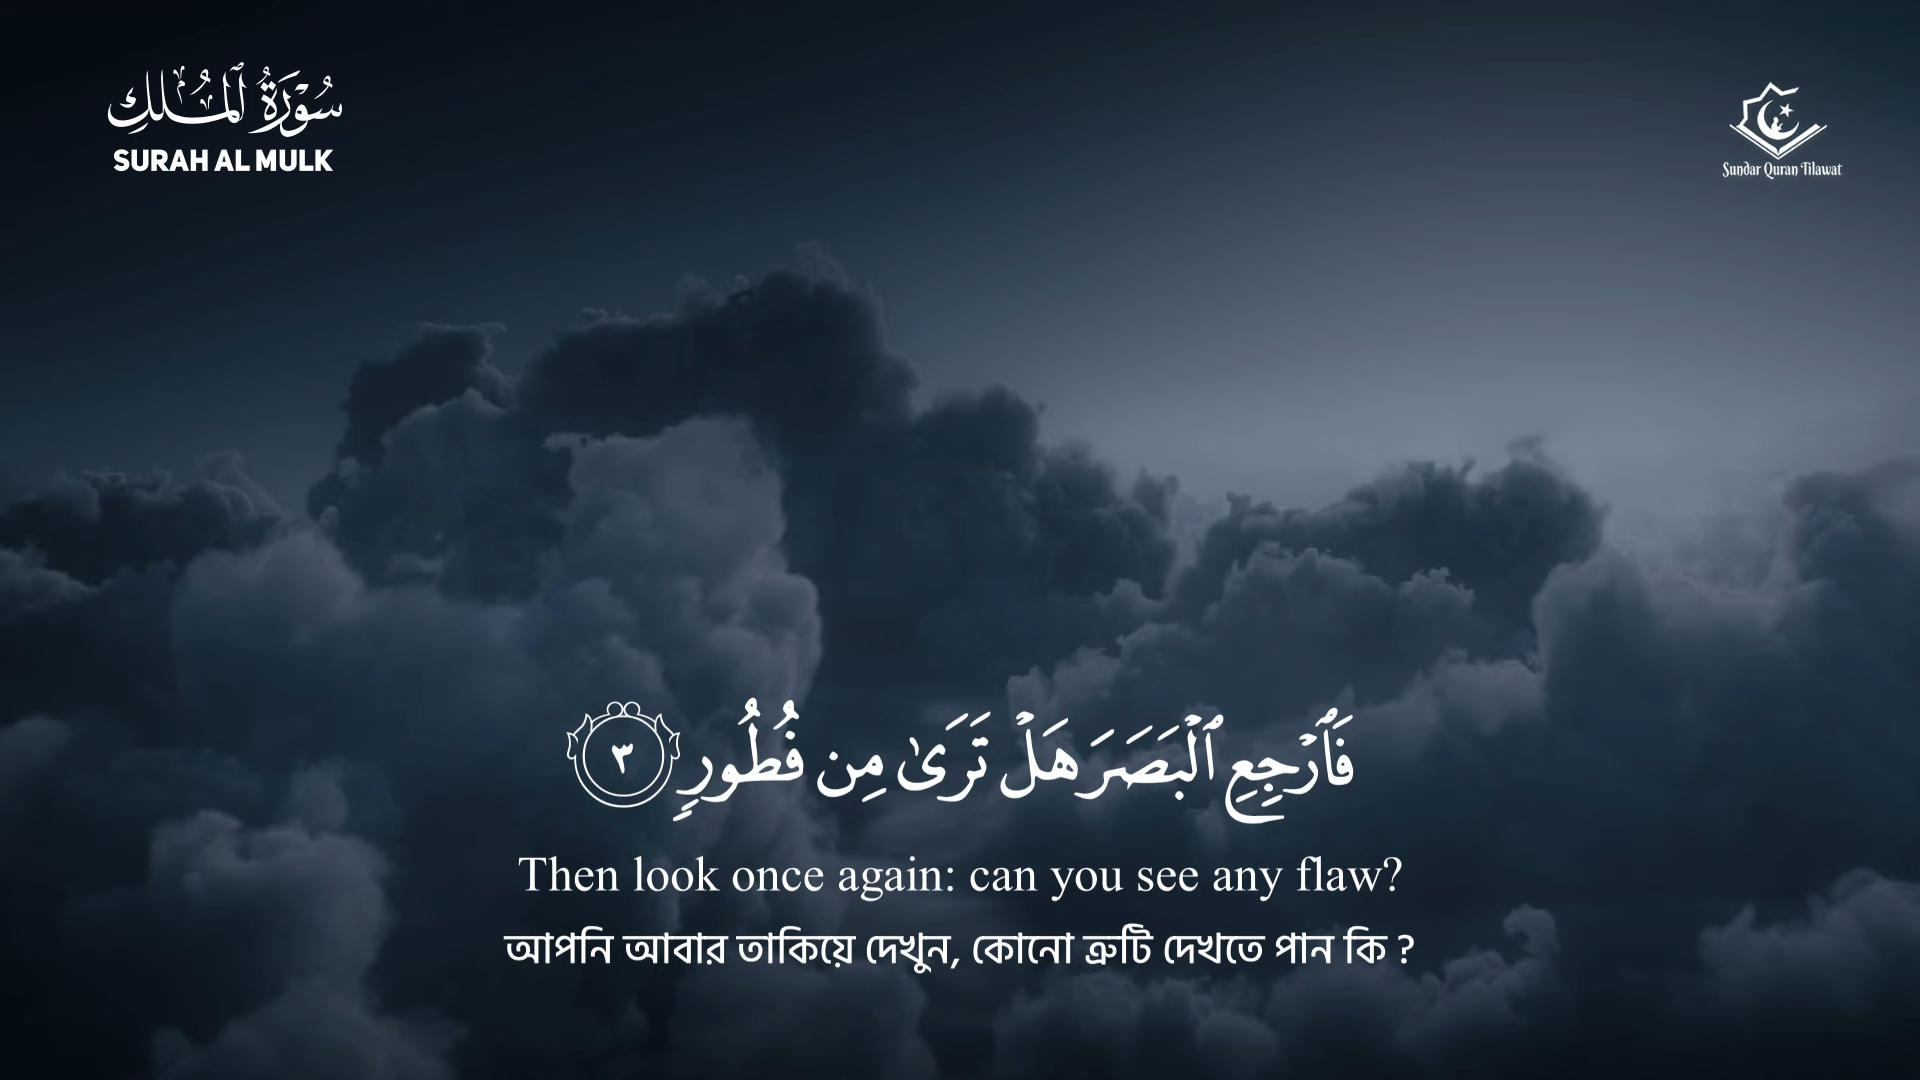 سُوْرَةُ الْمُلْكِ
SURAH AL MULK
Sundar Quran Tilawat
فَٱرْجِعِ ٱلْبَصَرَ هَلْ تَرَىٰ مِن فُطُورٍ ٣
Then look once again: can you see any flaw?
আপনি আবার তাকিয়ে দেখুন, কোনো ত্রুটি দেখতে পান কি ?